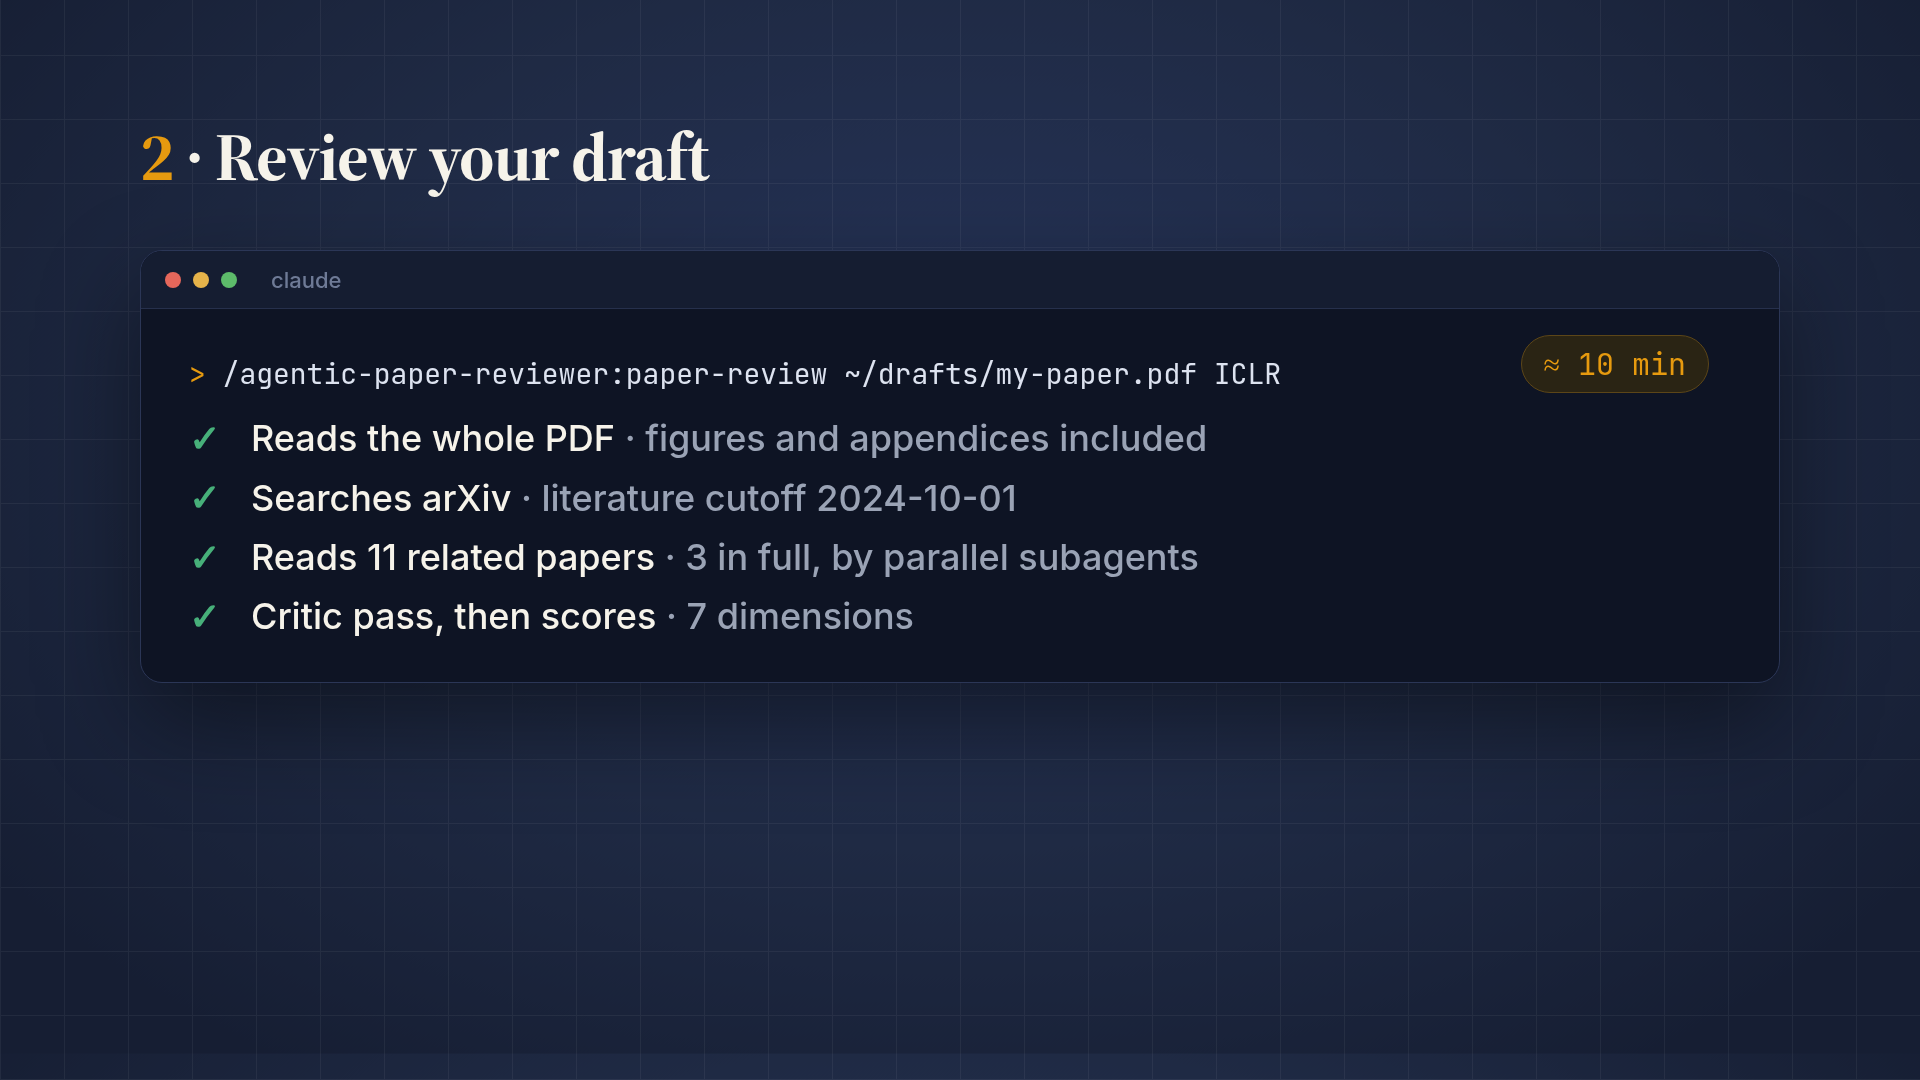 2 · Review your draft
claude
> /agentic-paper-reviewer:paper-review ~/drafts/my-paper.pdf ICLR
≈ 10 min
✓ Reads the whole PDF · figures and appendices included
✓ Searches arXiv · literature cutoff 2024-10-01
✓ Reads 11 related papers · 3 in full, by parallel subagents
✓ Critic pass, then scores · 7 dimensions